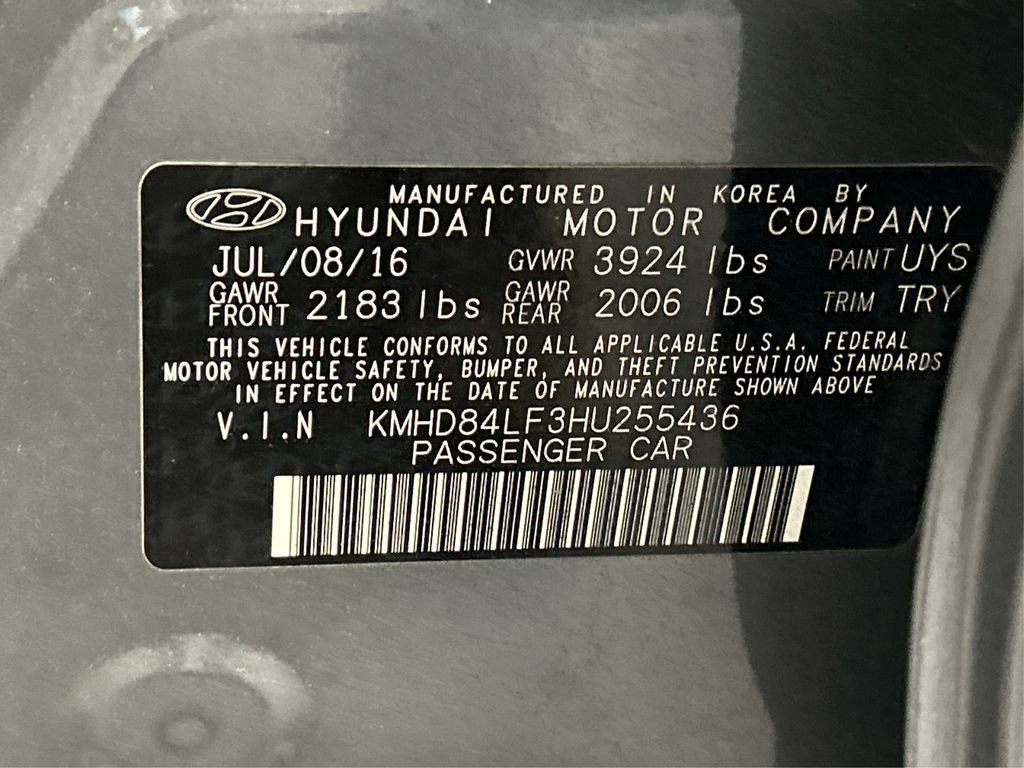 MANUFACTURED IN KOREA BY
HYUNDAI MOTOR COMPANY
JUL/08/16 GVWR 3924 lbs PAINT UYS
GAWR FRONT 2183 lbs GAWR REAR 2006 lbs TRIM TRY
THIS VEHICLE CONFORMS TO ALL APPLICABLE U.S.A. FEDERAL
MOTOR VEHICLE SAFETY, BUMPER, AND THEFT PREVENTION STANDARDS
IN EFFECT ON THE DATE OF MANUFACTURE SHOWN ABOVE
V.I.N KMHD84LF3HU255436
PASSENGER CAR